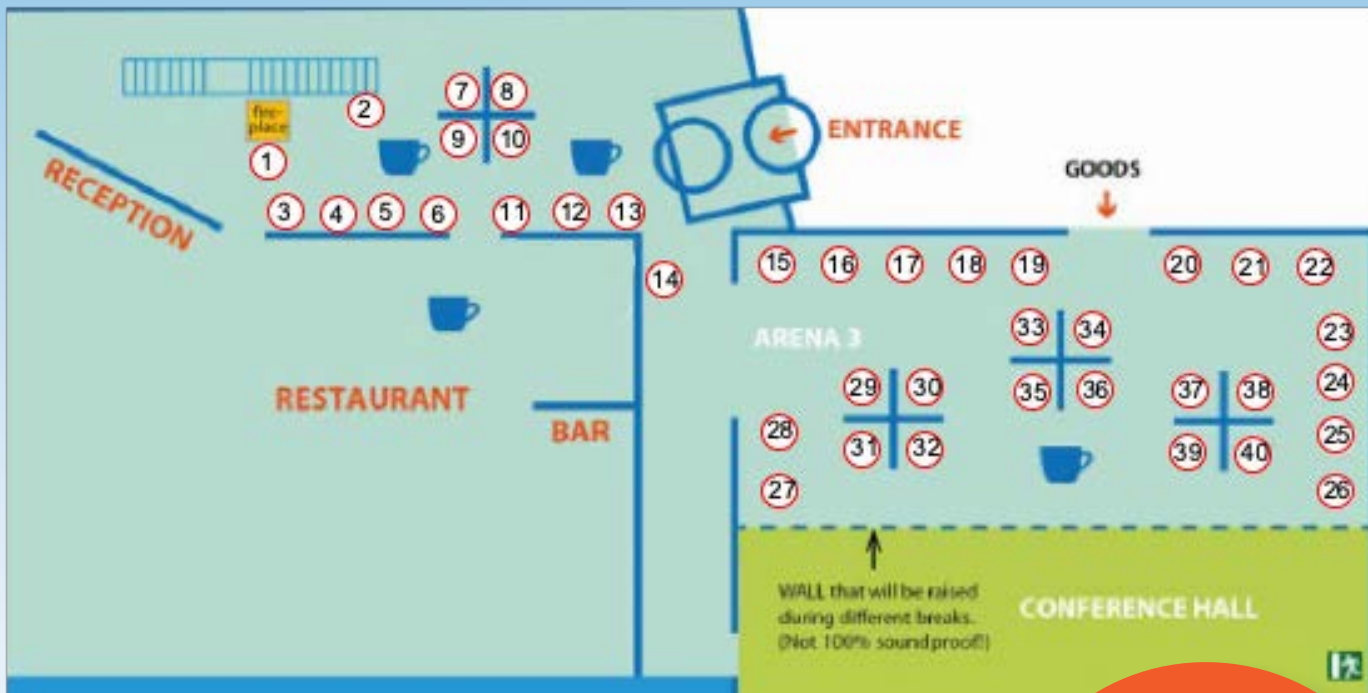 7 8
fire-
place
2
9 10
ENTRANCE
1
RECEPTION
GOODS
3 4 5 6 11 12 13
14
15 16 17 18 19 20 21 22
ARENA 3
33 34
23
RESTAURANT
BAR
29 30
35 36
37 38
24
28
31 32
39 40
25
27
26
WALL that will be raised
during different breaks.
(Not 100% sound proof!)
CONFERENCE HALL